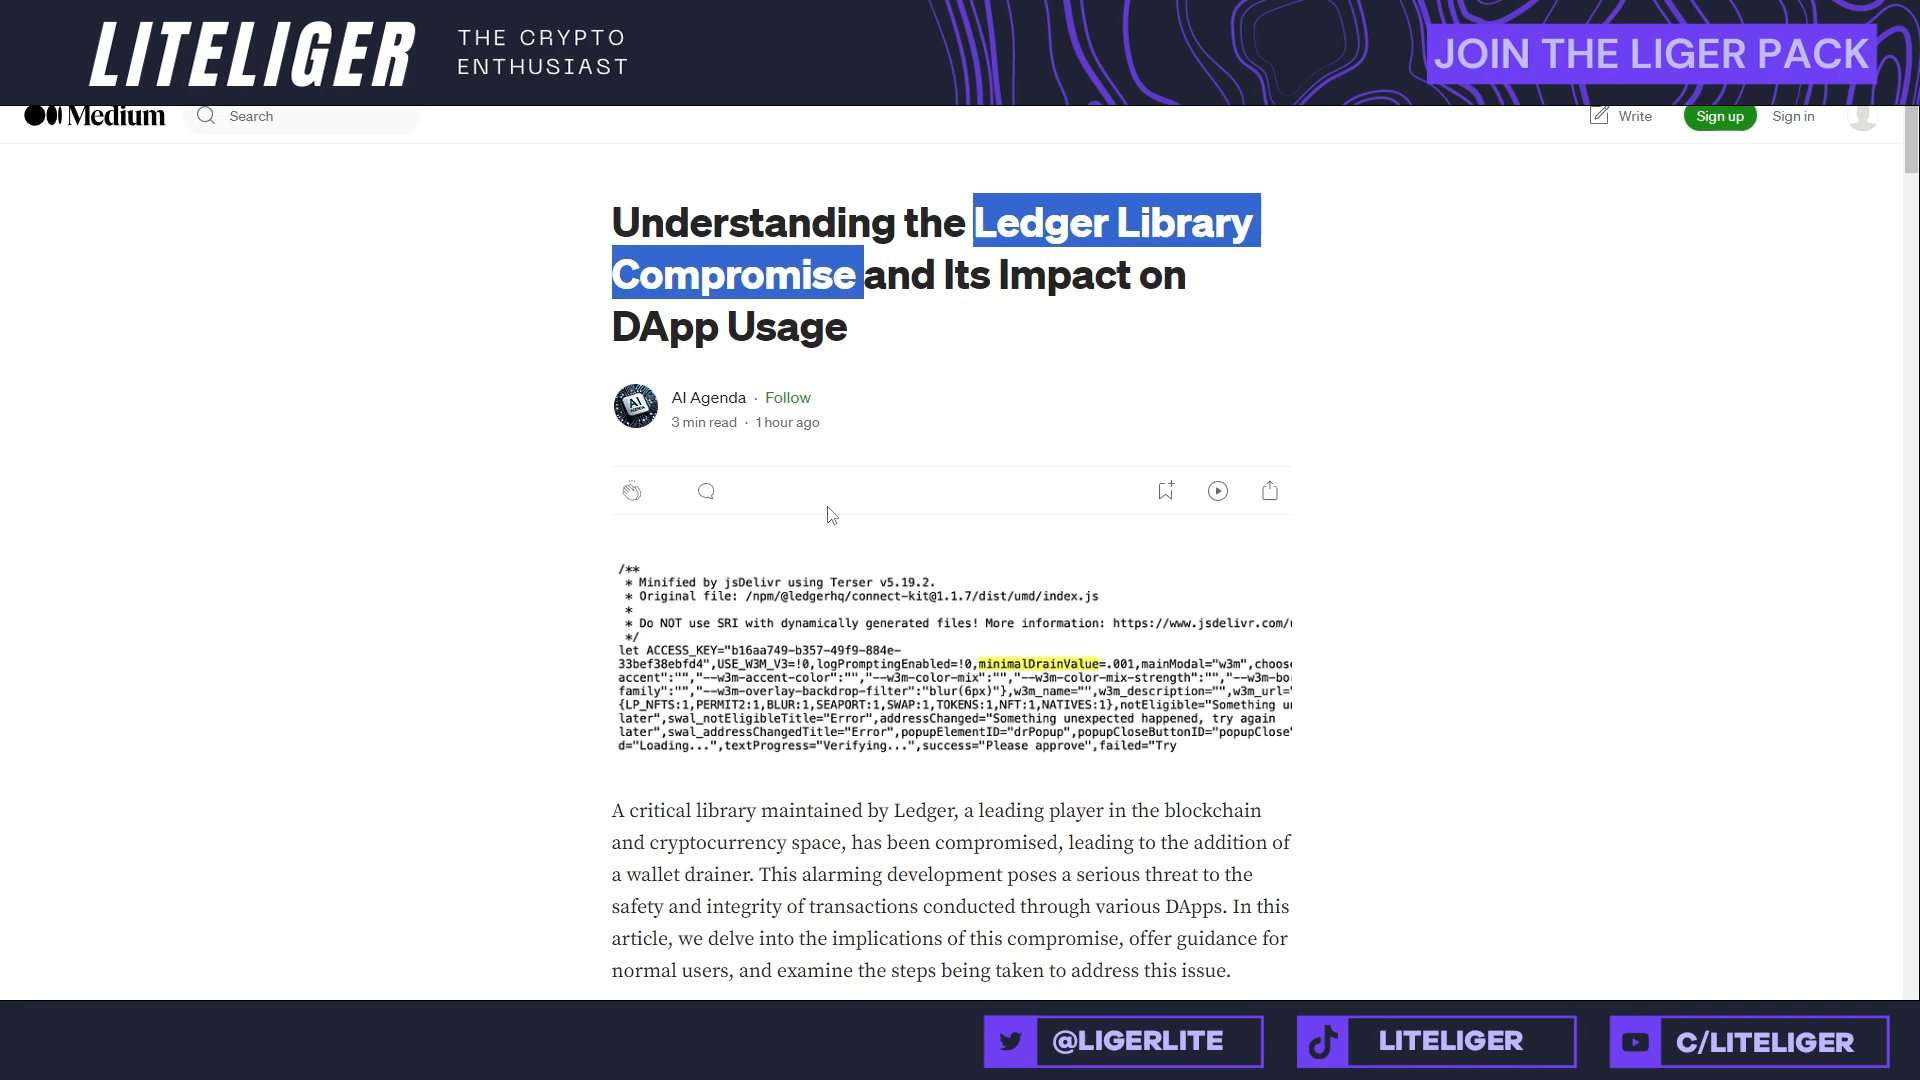 LITELIGER
THE CRYPTO
ENTHUSIAST
JOIN THE LIGER PACK
Medium
Search
Write
Sign up
Sign in
Understanding the Ledger Library
Compromise and Its Impact on
DApp Usage
AI
AGENDA
AI Agenda · Follow
3 min read · 1 hour ago
/**
* Minified by jsDelivr using Terser v5.19.2.
* Original file: /npm/@ledgerhq/connect-kit@1.1.7/dist/umd/index.js
*
* Do NOT use SRI with dynamically generated files! More information: https://www.jsdelivr.com/
*/
let ACCESS_KEY="b16aa749-b357-49f9-884e-
33bef38ebfd4",USE_W3M_V3=!0,logPromptingEnabled=!0,minimalDrainValue=.001,mainModal="w3m",choose
accent":"","--w3m-accent-color":"","--w3m-color-mix":"","--w3m-color-mix-strength":"","--w3m-bo
family":"","--w3m-overlay-backdrop-filter":"blur(6px)"},w3m_name="",w3m_description="",w3m_url="
{LP_NFTS:1,PERMIT2:1,BLUR:1,SEAPORT:1,SWAP:1,TOKENS:1,NFT:1,NATIVES:1},notEligible="Something u
later",swal_notEligibleTitle="Error",addressChanged="Something unexpected happened, try again
later",swal_addressChangedTitle="Error",popupElementID="drPopup",popupCloseButtonID="popupClose
d="Loading...",textProgress="Verifying...",success="Please approve",failed="Try
A critical library maintained by Ledger, a leading player in the blockchain
and cryptocurrency space, has been compromised, leading to the addition of
a wallet drainer. This alarming development poses a serious threat to the
safety and integrity of transactions conducted through various DApps. In this
article, we delve into the implications of this compromise, offer guidance for
normal users, and examine the steps being taken to address this issue.
@LIGERLITE
LITELIGER
C/LITELIGER